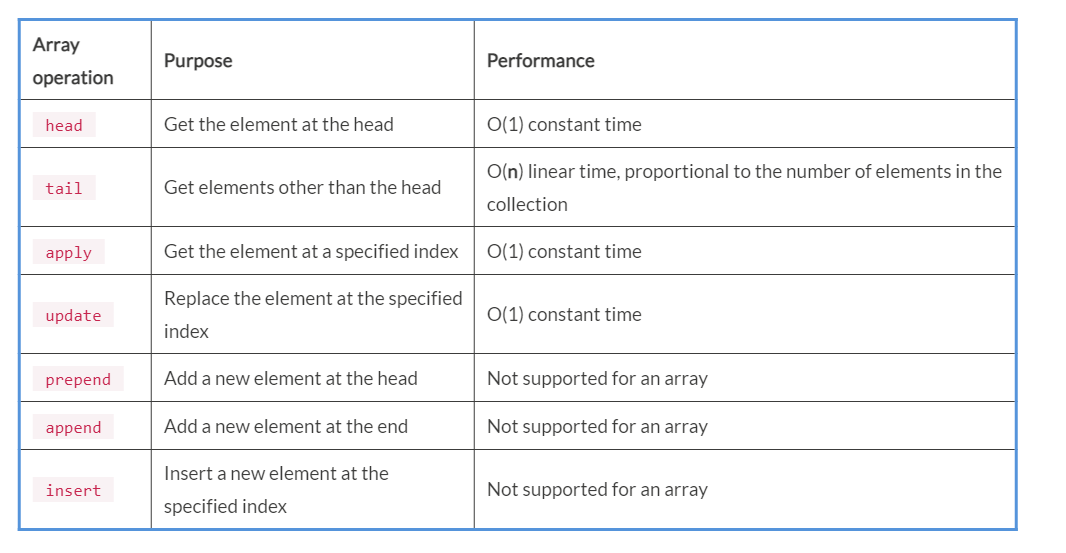 Array
operation
Purpose
Performance
head
Get the element at the head
O(1) constant time
tail
Get elements other than the head
O(n) linear time, proportional to the number of elements in the
collection
apply
Get the element at a specified index
O(1) constant time
update
Replace the element at the specified
index
O(1) constant time
prepend
Add a new element at the head
Not supported for an array
append
Add a new element at the end
Not supported for an array
insert
Insert a new element at the
specified index
Not supported for an array